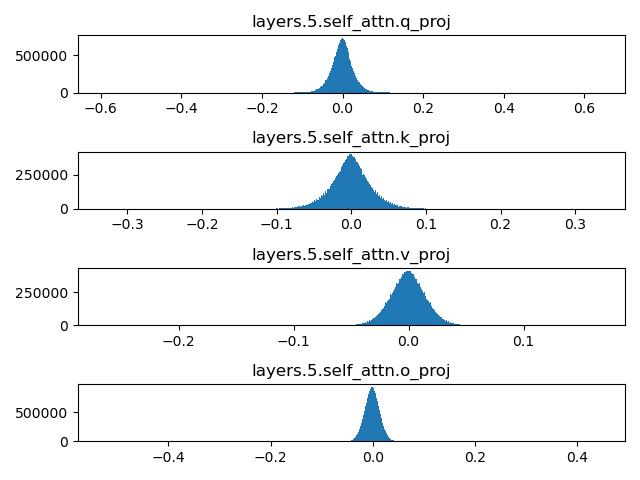 layers.5.self_attn.q_proj
500000
0
−0.6 −0.4 −0.2 0.0 0.2 0.4 0.6
layers.5.self_attn.k_proj
250000
0
−0.3 −0.2 −0.1 0.0 0.1 0.2 0.3
layers.5.self_attn.v_proj
250000
0
−0.2 −0.1 0.0 0.1
layers.5.self_attn.o_proj
500000
0
−0.4 −0.2 0.0 0.2 0.4